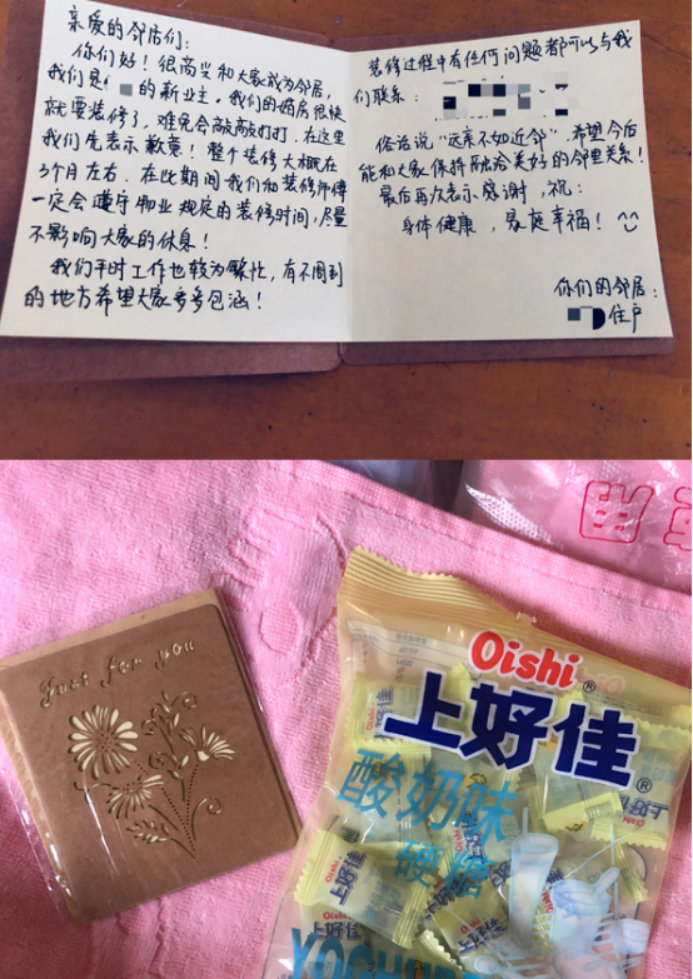 亲爱的邻居们:
你们好！很高兴和大家成为邻居,
我们是 的新业主，我们的 房很快
就要装修了，难免会敲敲打打，在这里
我们先表示歉意！整个装修大概在
3个月左右．在此期间我们和装修师傅
一定会遵守物业规定的装修时间,尽量
不影响大家的休息！
我们平时工作也较为繁忙，有不周到
的地方希望大家多多包涵！
装修过程中有任何问题都可以与我
们联系：
俗话说“远亲不如近邻”,希望今后
能和大家保持融洽美好的邻里关系！
最后再次表示感谢，祝：
身体健康，家庭幸福！
你们的邻居：
住户
Just for you
Oishi®
上好佳®
酸奶味
硬糖
Oishi
上好佳
Oishi
上好佳
YOGHURT